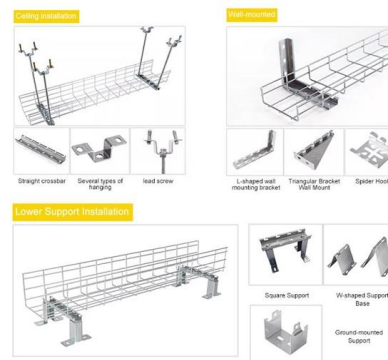 Ceiling installation
Wall-mounted
Straight crossbar
Several types of
hanging
lead screw
L-shaped wall
mounting bracket
Triangular Bracket
Wall Mount
Spider Hook
Lower Support Installation
Square Support
W-shaped Support
Base
Ground-mounted
Support